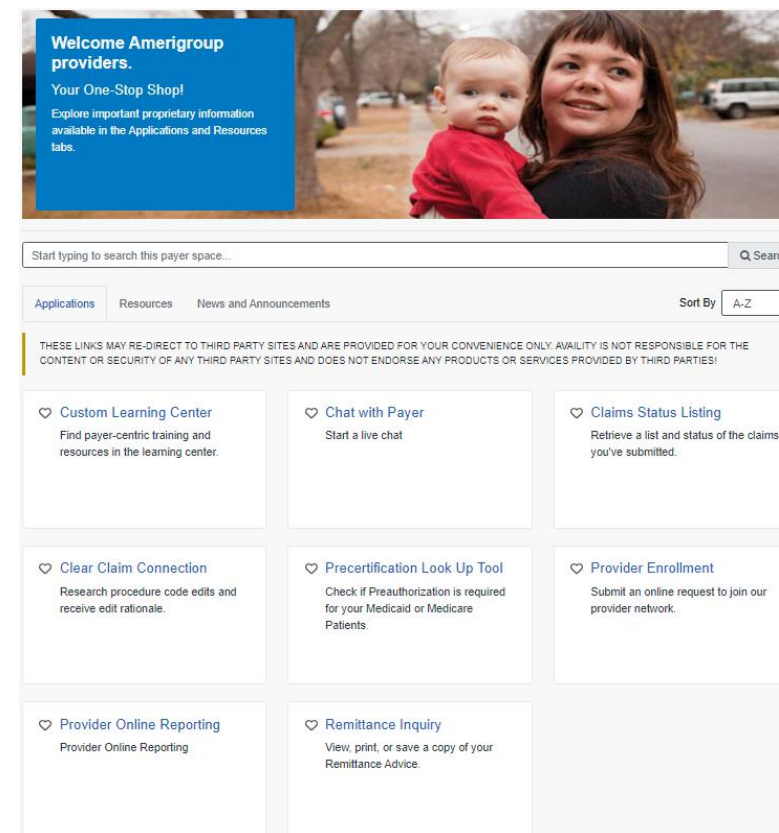 Welcome Amerigroup
providers.
Your One-Stop Shop!
Explore important proprietary information
available in the Applications and Resources
tabs.
Start typing to search this payer space...
Sear
Applications
Resources
News and Announcements
Sort By
A-Z
THESE LINKS MAY RE-DIRECT TO THIRD PARTY SITES AND ARE PROVIDED FOR YOUR CONVENIENCE ONLY. AVAILITY IS NOT RESPONSIBLE FOR THE
CONTENT OR SECURITY OF ANY THIRD PARTY SITES AND DOES NOT ENDORSE ANY PRODUCTS OR SERVICES PROVIDED BY THIRD PARTIES!
Custom Learning Center
Find payer-centric training and
resources in the learning center.
Chat with Payer
Start a live chat
Claims Status Listing
Retrieve a list and status of the claims
you've submitted.
Clear Claim Connection
Research procedure code edits and
receive edit rationale.
Precertification Look Up Tool
Check if Preauthorization is required
for your Medicaid or Medicare
Patients.
Provider Enrollment
Submit an online request to join our
provider network.
Provider Online Reporting
Provider Online Reporting
Remittance Inquiry
View, print, or save a copy of your
Remittance Advice.